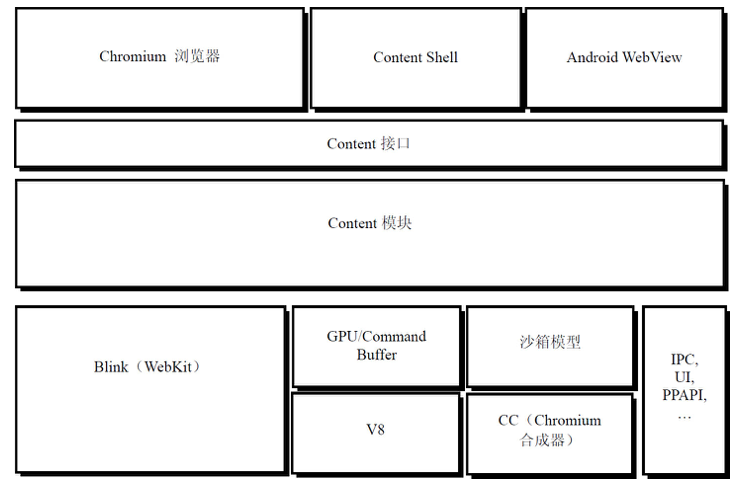 Chromium 浏览器
Content Shell
Android WebView
Content 接口
Content 模块
Blink（WebKit）
GPU/Command
Buffer
沙箱模型
IPC,
UI,
PPAPI,
…
V8
CC（Chromium
合成器）